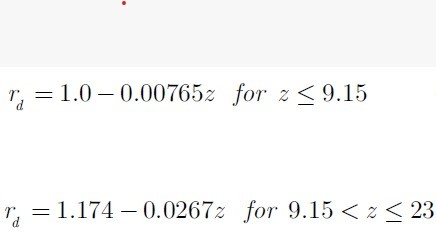 r_d = 1.0 − 0.00765z for z ≤ 9.15
r_d = 1.174 − 0.0267z for 9.15 < z ≤ 23